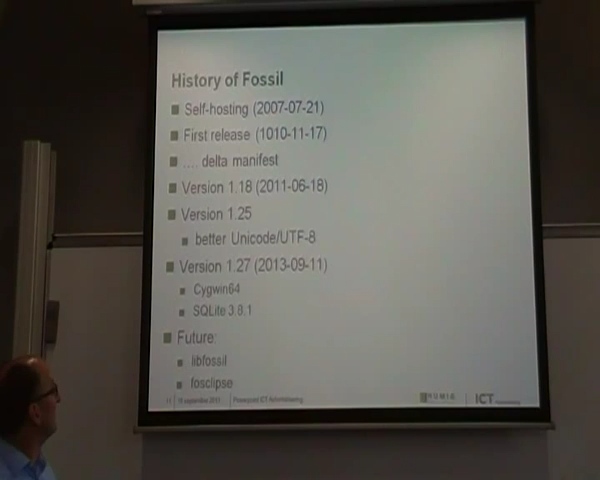 History of Fossil
Self-hosting (2007-07-21)
First release (1010-11-17)
.... delta manifest
Version 1.18 (2011-06-18)
Version 1.25
better Unicode/UTF-8
Version 1.27 (2013-09-11)
Cygwin64
SQLite 3.8.1
Future:
libfossil
fosclipse
ICT